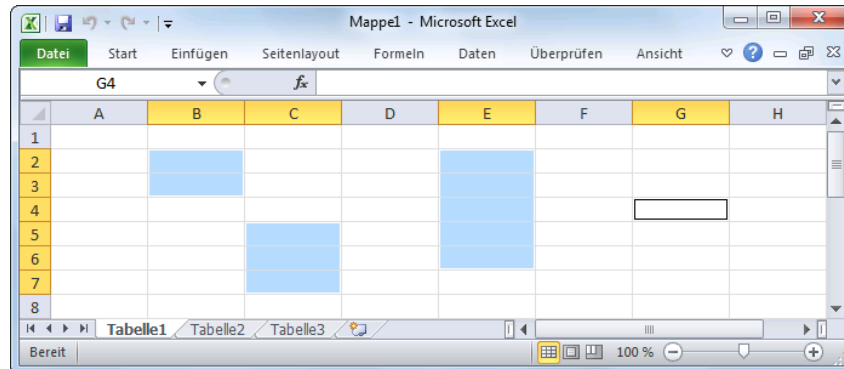 Mappe1 - Microsoft Excel
Datei Start Einfügen Seitenlayout Formeln Daten Überprüfen Ansicht
G4 fx
A B C D E F G H
1
2
3
4
5
6
7
8
Tabelle1 Tabelle2 Tabelle3
Bereit 100 %